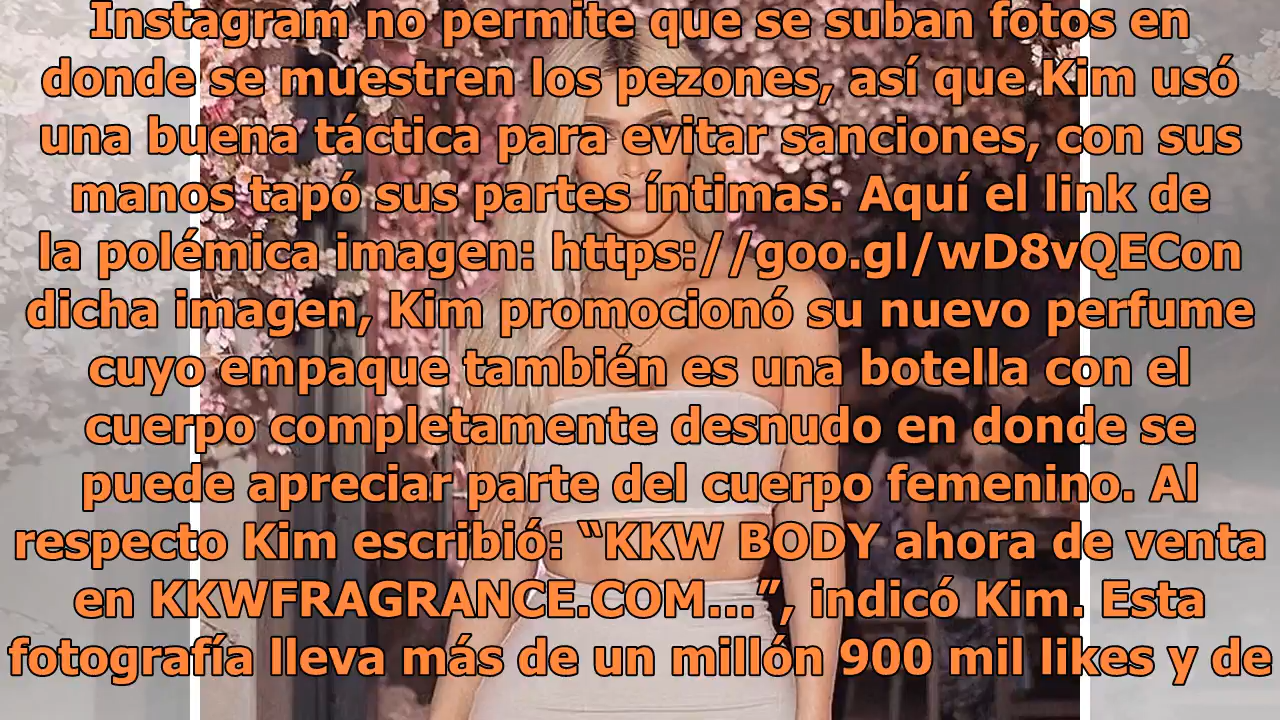 Instagram no permite que se suban fotos en
donde se muestren los pezones, así que Kim usó
una buena táctica para evitar sanciones, con sus
manos tapó sus partes íntimas. Aquí el link de
la polémica imagen: https://goo.gl/wD8vQECon
dicha imagen, Kim promocionó su nuevo perfume
cuyo empaque también es una botella con el
cuerpo completamente desnudo en donde se
puede apreciar parte del cuerpo femenino. Al
respecto Kim escribió: “KKW BODY ahora de venta
en KKWFRAGRANCE.COM...”, indicó Kim. Esta
fotografía lleva más de un millón 900 mil likes y de